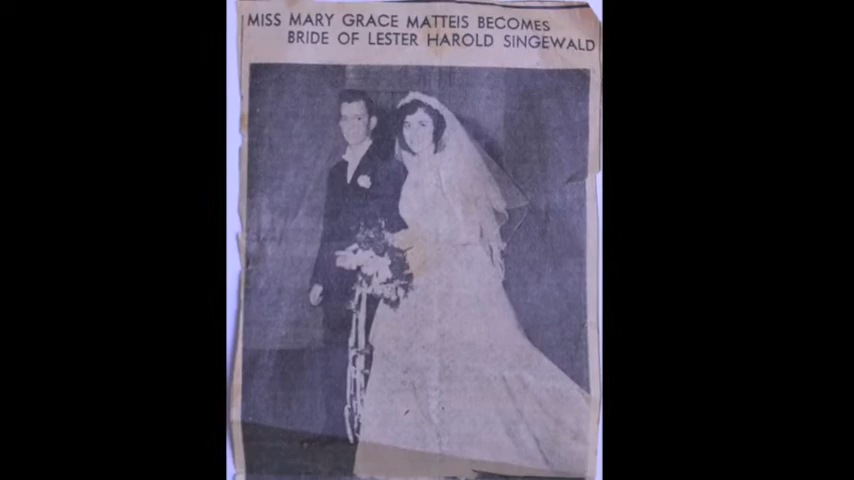 MISS MARY GRACE MATTEIS BECOMES
BRIDE OF LESTER HAROLD SINGEWALD